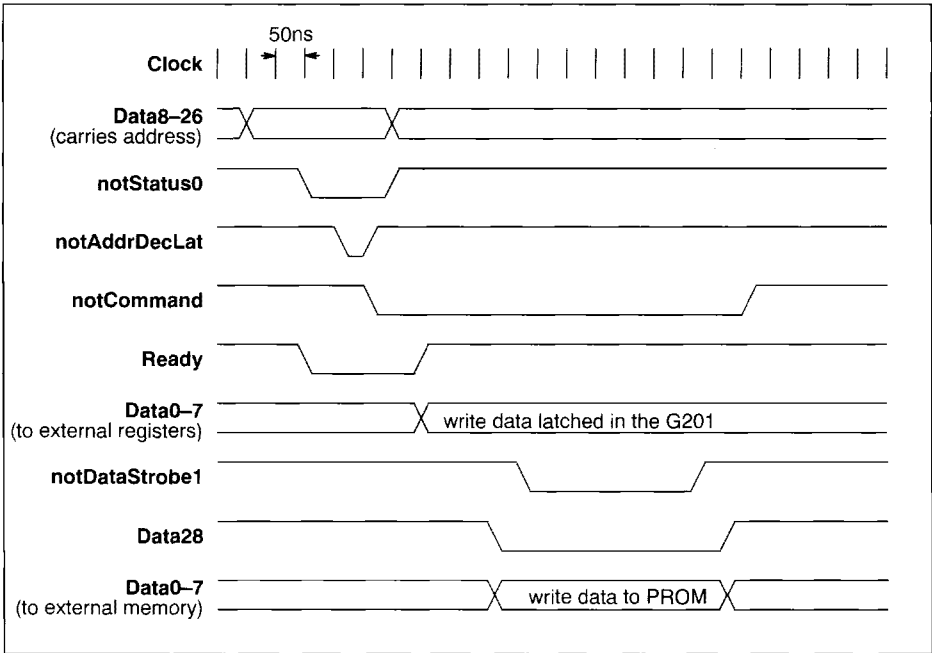 50ns
Clock
Data8–26
(carries address)
notStatus0
notAddrDecLat
notCommand
Ready
Data0–7
(to external registers)
write data latched in the G201
notDataStrobe1
Data28
Data0–7
(to external memory)
write data to PROM